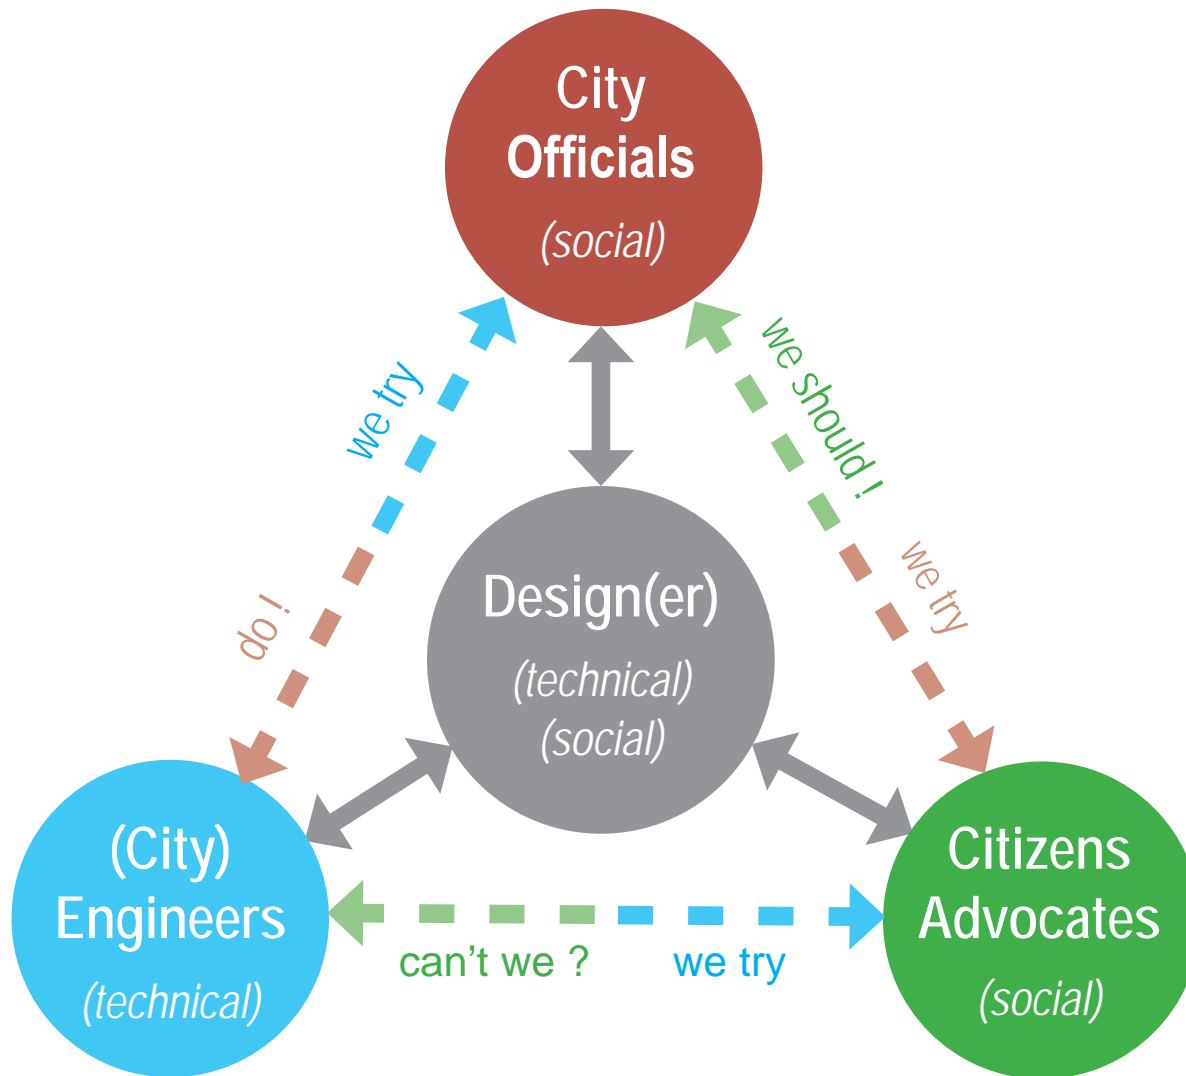 City
Officials
(social)
we try
we should !
do !
we try
Design(er)
(technical)
(social)
(City)
Engineers
(technical)
can't we ?
we try
Citizens
Advocates
(social)